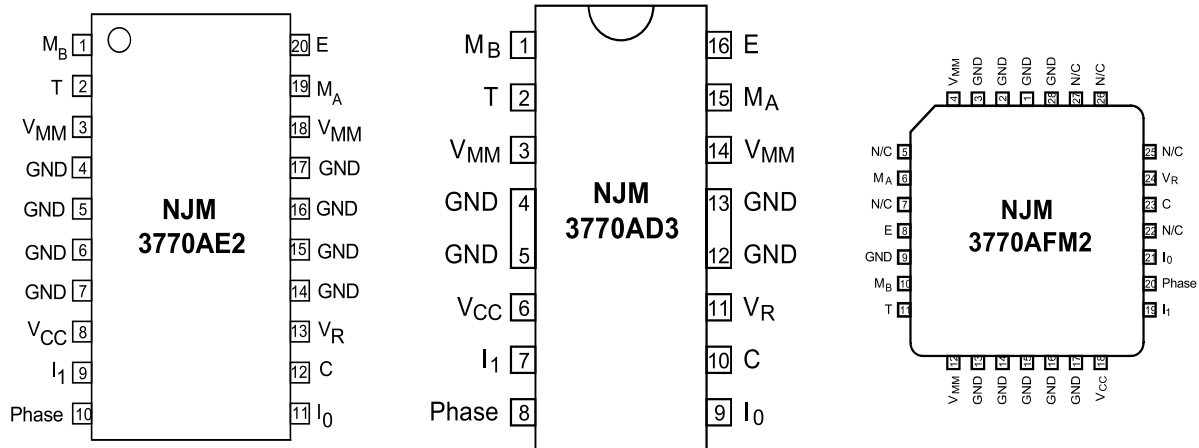 M_B 1
T 2
V_MM 3
GND 4
GND 5
GND 6
GND 7
V_CC 8
I_1 9
Phase 10
NJM
3770AE2
20 E
19 M_A
18 V_MM
17 GND
16 GND
15 GND
14 GND
13 V_R
12 C
11 I_0
M_B 1
T 2
V_MM 3
GND 4
GND 5
V_CC 6
I_1 7
Phase 8
NJM
3770AD3
16 E
15 M_A
14 V_MM
13 GND
12 GND
11 V_R
10 C
9 I_0
V_MM GND GND GND GND N/C N/C
4 3 2 1 28 27 26
N/C 5
M_A 6
N/C 7
E 8
GND 9
M_B 10
T 11
NJM
3770AFM2
25 N/C
24 V_R
23 C
22 N/C
21 I_0
20 Phase
19 I_1
12 13 14 15 16 17 18
V_MM GND GND GND GND GND V_CC